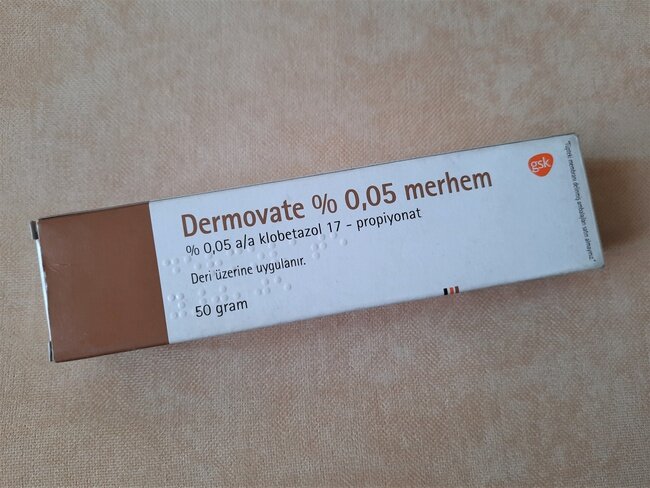 Dermovate % 0,05 merhem
% 0,05 a/a klobetazol 17 - propiyonat
Deri üzerine uygulanır.
50 gram
gsk